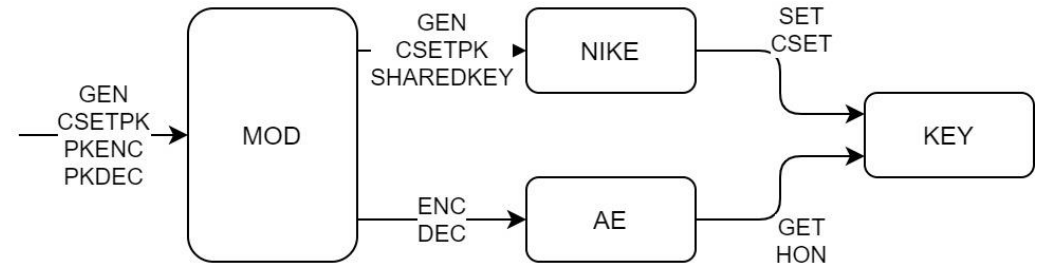 GEN
CSETPK
PKENC
PKDEC
MOD
GEN
CSETPK
SHAREDKEY
NIKE
SET
CSET
KEY
ENC
DEC
AE
GET
HON